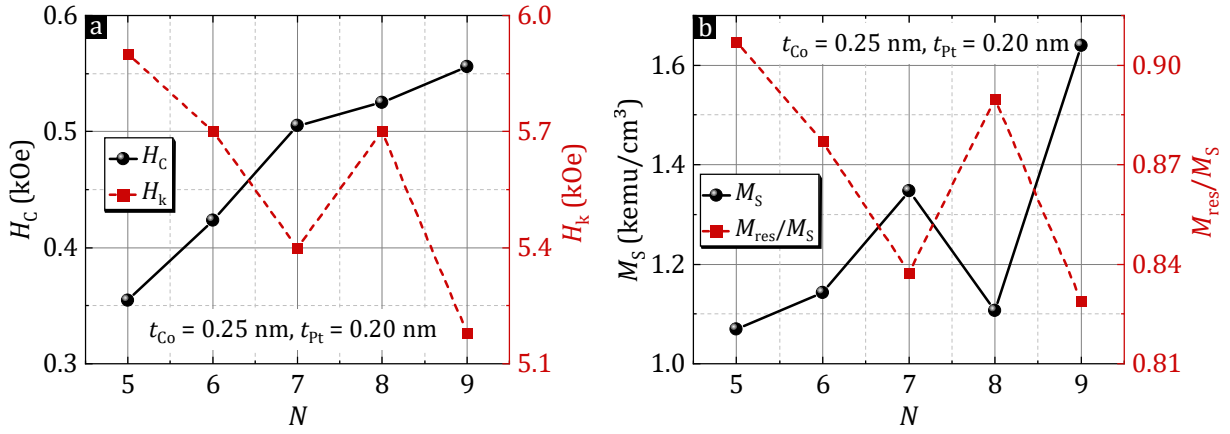 a
0.6
0.5
0.4
0.3
H_C (kOe)
H_C
H_k
t_Co = 0.25 nm, t_Pt = 0.20 nm
5 6 7 8 9
N
6.0
5.7
5.4
5.1
H_k (kOe)
b
1.6
1.4
1.2
1.0
M_S (kemu/cm³)
t_Co = 0.25 nm, t_Pt = 0.20 nm
M_S
M_res/M_S
5 6 7 8 9
N
0.90
0.87
0.84
0.81
M_res/M_S